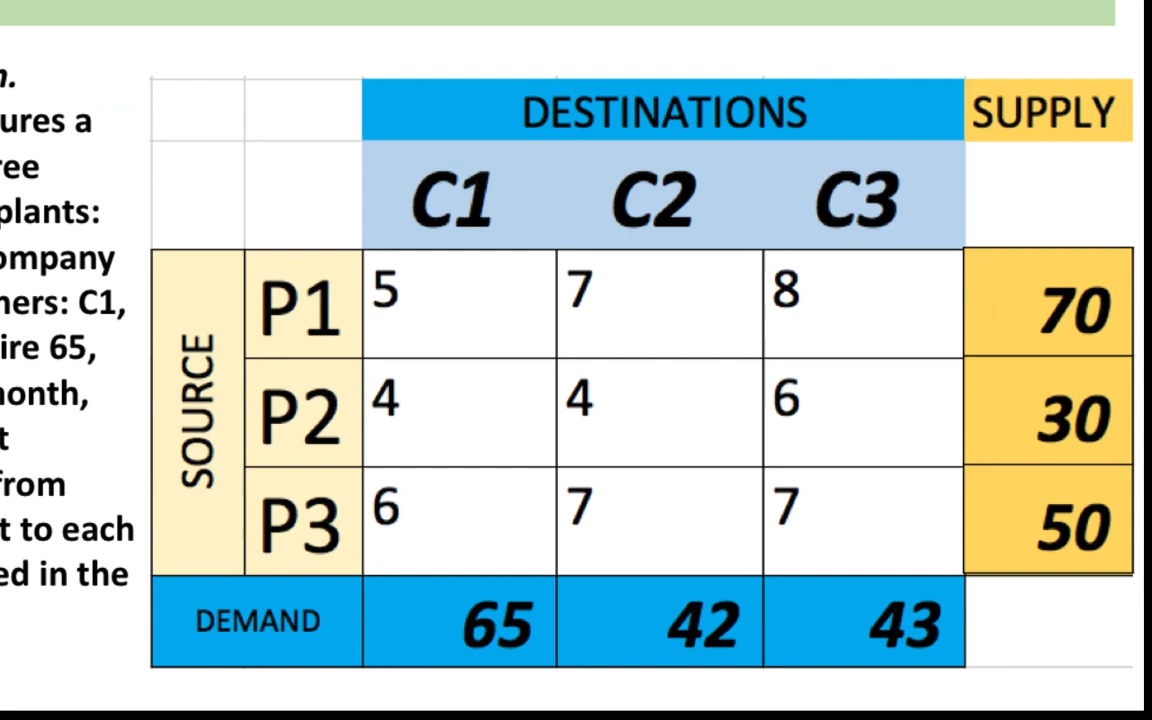 n.
ures a
ree
plants:
ompany
ners: C1,
ire 65,
nonth,
t
from
t to each
ed in the
DESTINATIONS SUPPLY
C1 C2 C3
SOURCE
P1 5 7 8 70
P2 4 4 6 30
P3 6 7 7 50
DEMAND 65 42 43